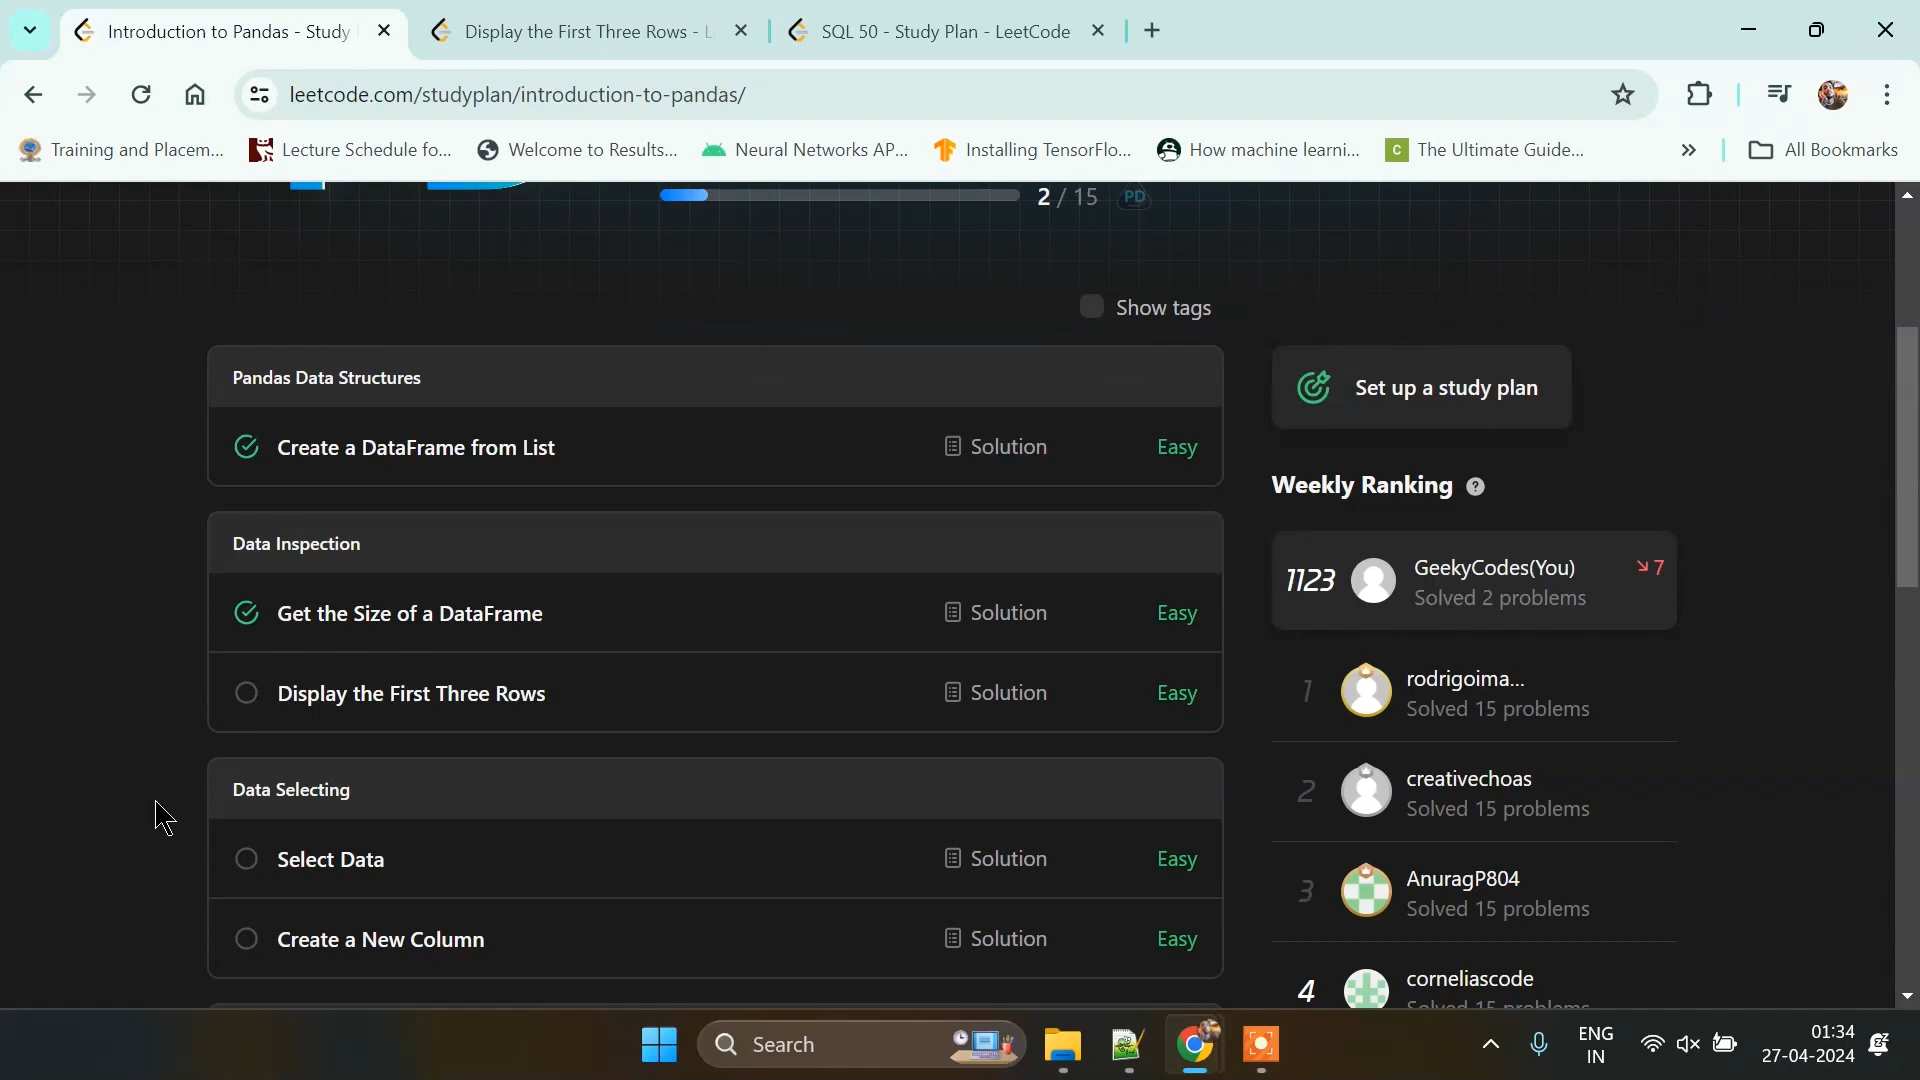 Introduction to Pandas - Study
Display the First Three Rows - L
SQL 50 - Study Plan - LeetCode
leetcode.com/studyplan/introduction-to-pandas/
Training and Placem...
Lecture Schedule fo...
Welcome to Results...
Neural Networks AP...
Installing TensorFlo...
How machine learni...
C The Ultimate Guide...
» All Bookmarks
2 / 15 PD
Show tags
Pandas Data Structures
Create a DataFrame from List Solution Easy
Data Inspection
Get the Size of a DataFrame Solution Easy
Display the First Three Rows Solution Easy
Data Selecting
Select Data Solution Easy
Create a New Column Solution Easy
Set up a study plan
Weekly Ranking ?
1123 GeekyCodes(You) 7
Solved 2 problems
1 rodrigoima...
Solved 15 problems
2 creativechoas
Solved 15 problems
3 AnuragP804
Solved 15 problems
4 corneliascode
Solved 15 problems
Search
ENG
IN
01:34
27-04-2024